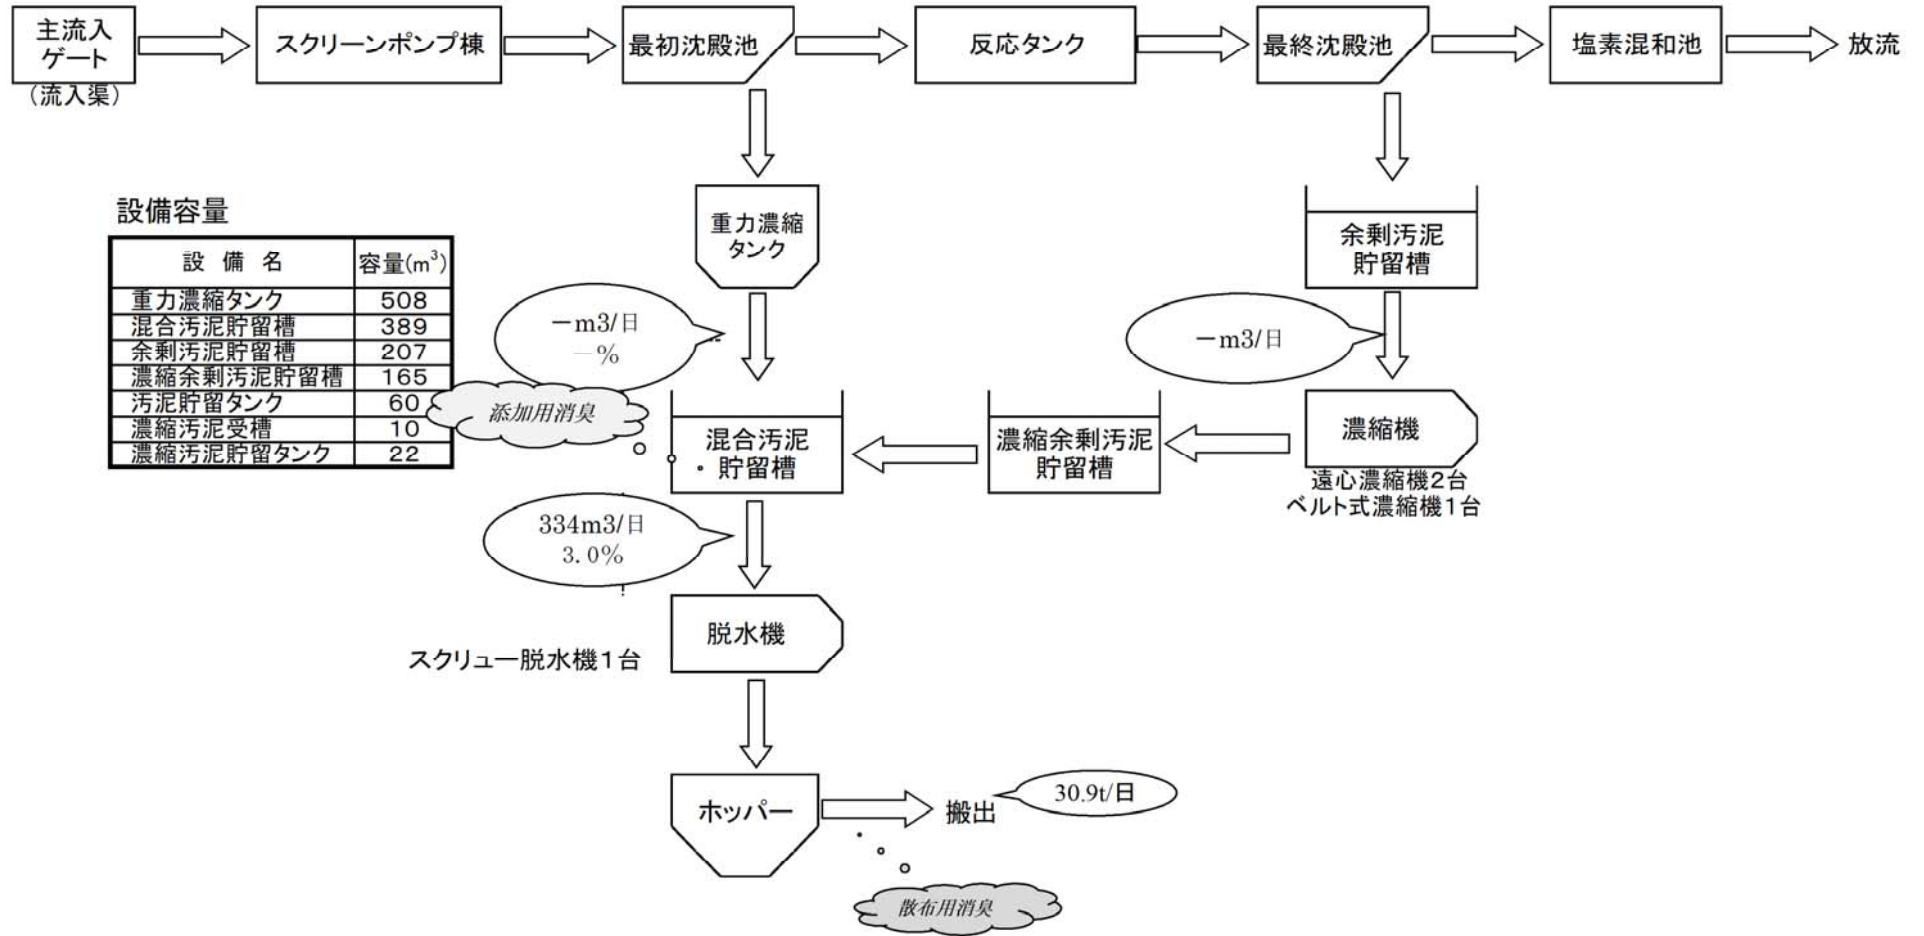 主流入
ゲート
(流入渠)
スクリーンポンプ棟
最初沈殿池
反応タンク
最終沈殿池
塩素混和池
放流
設備容量
設 備 名 容量(m³)
重力濃縮タンク 508
混合汚泥貯留槽 389
余剰汚泥貯留槽 207
濃縮余剰汚泥貯留槽 165
汚泥貯留タンク 60
濃縮汚泥受槽 10
濃縮汚泥貯留タンク 22
重力濃縮
タンク
余剰汚泥
貯留槽
－m3/日
－%
－m3/日
添加用消臭
混合汚泥
貯留槽
濃縮余剰汚泥
貯留槽
濃縮機
遠心濃縮機2台
ベルト式濃縮機1台
334m3/日
3.0%
脱水機
スクリュー脱水機1台
ホッパー
搬出
30.9t/日
散布用消臭